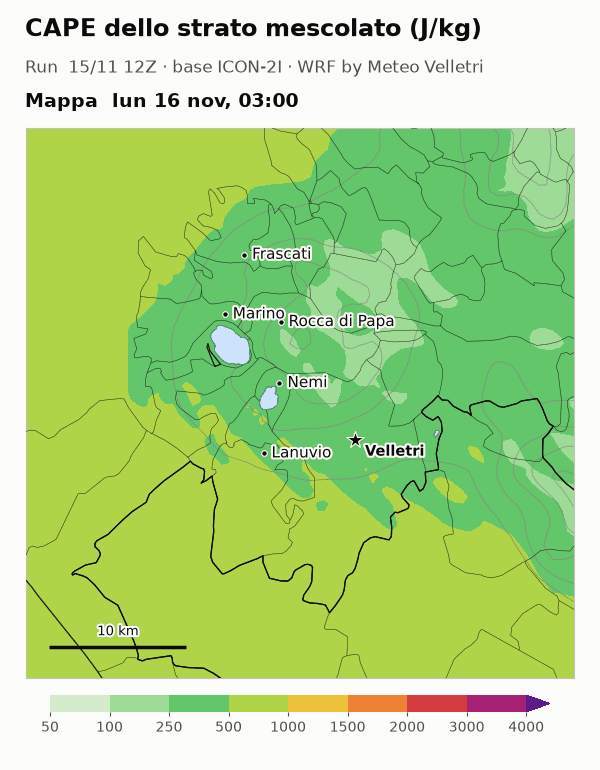 CAPE dello strato mescolato (J/kg)
Run  15/11 12Z · base ICON-2I · WRF by Meteo Velletri
Mappa  lun 16 nov, 03:00
Frascati
Marino
Rocca di Papa
Nemi
Velletri
Lanuvio
10 km
50 100 250 500 1000 1500 2000 3000 4000